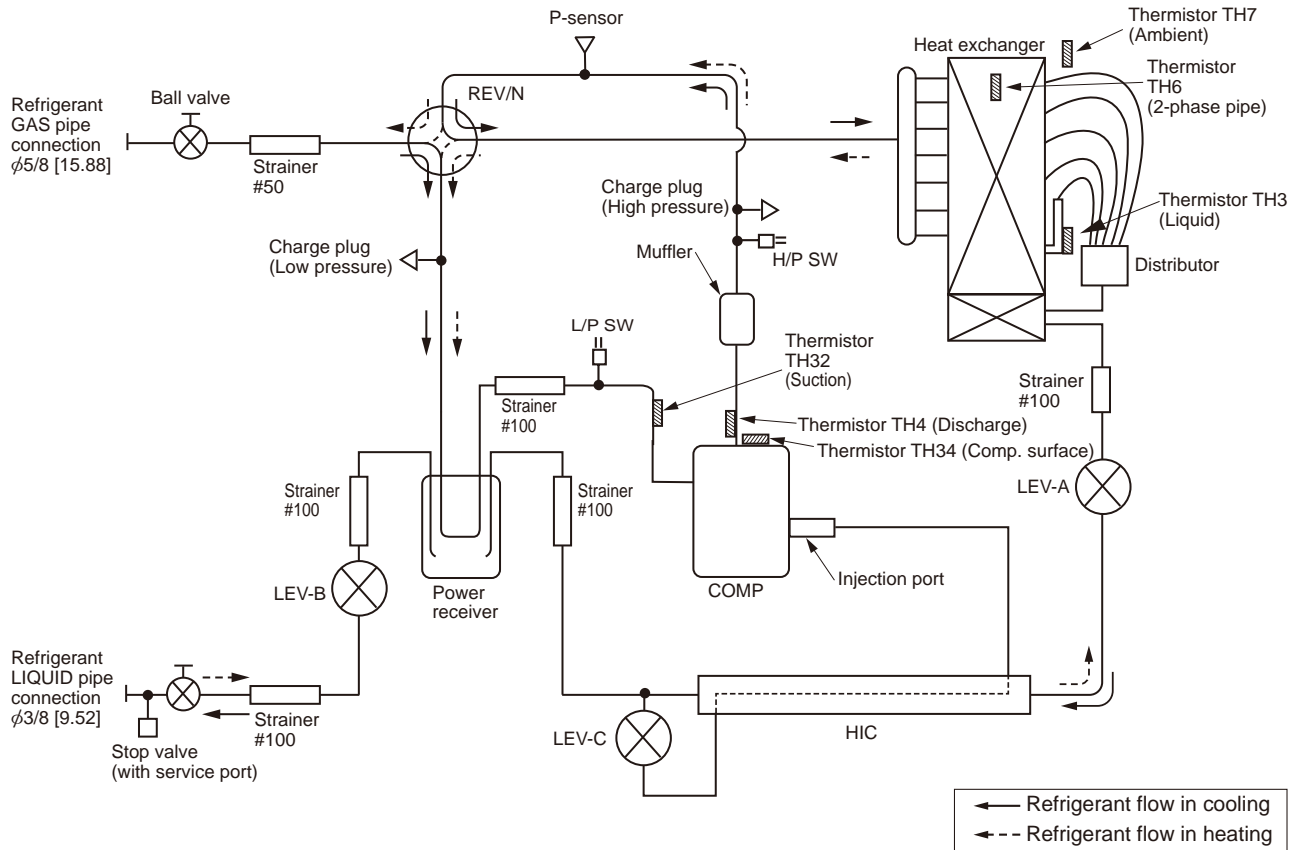 P-sensor
Thermistor TH7
(Ambient)
Heat exchanger
Thermistor
TH6
(2-phase pipe)
Ball valve
REV/N
Refrigerant
GAS pipe
connection
ϕ5/8 [15.88]
Strainer
#50
Charge plug
(High pressure)
Thermistor TH3
(Liquid)
Charge plug
(Low pressure)
H/P SW
Muffler
Distributor
L/P SW
Thermistor
TH32
(Suction)
Strainer
#100
Strainer
#100
Thermistor TH4 (Discharge)
Thermistor TH34 (Comp. surface)
Strainer
#100
Strainer
#100
LEV-A
Injection port
LEV-B
Power
receiver
COMP
Refrigerant
LIQUID pipe
connection
ϕ3/8 [9.52]
Strainer
#100
LEV-C
HIC
Stop valve
(with service port)
Refrigerant flow in cooling
Refrigerant flow in heating